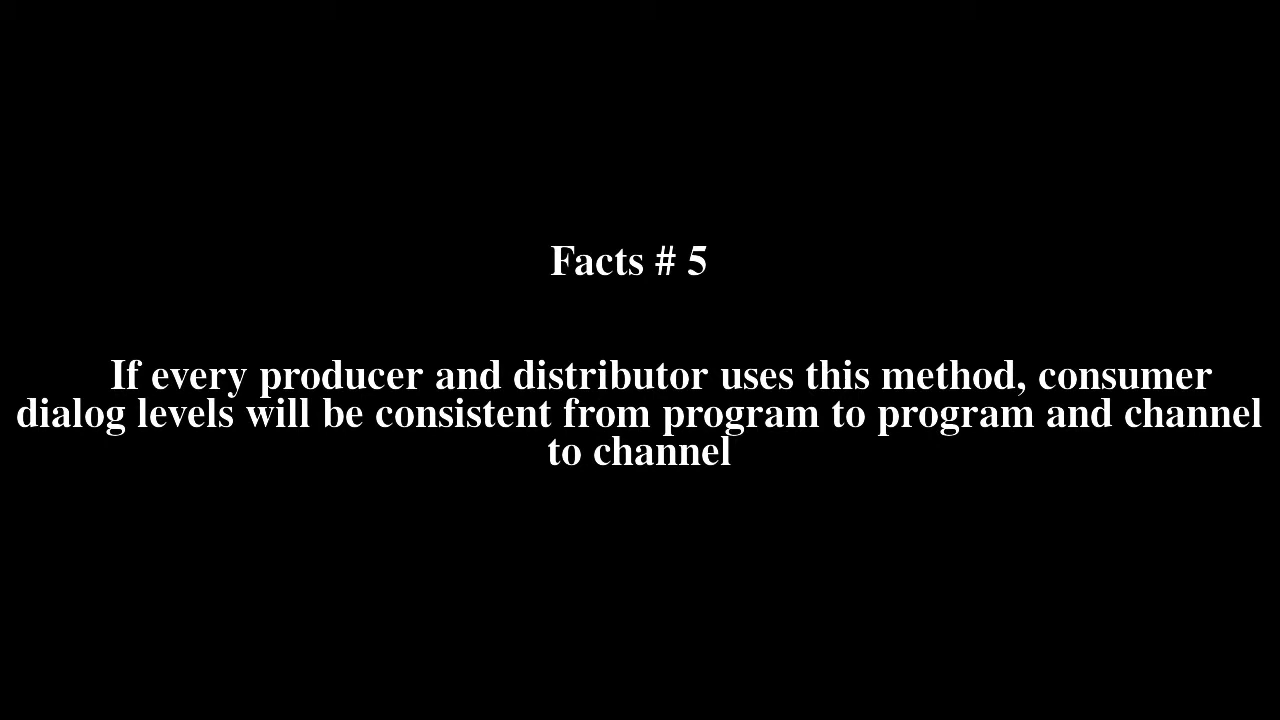 Facts # 5
If every producer and distributor uses this method, consumer
dialog levels will be consistent from program to program and channel
to channel